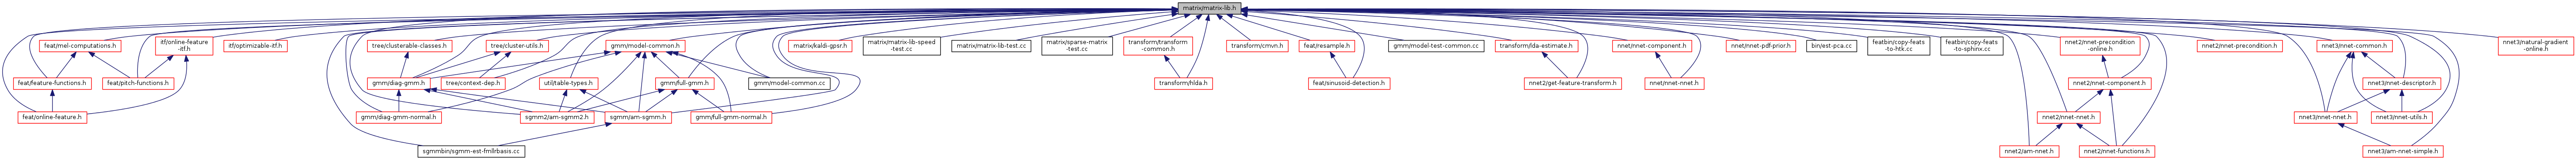 matrix/matrix-lib.h
feat/mel-computations.h
itf/online-feature
-itf.h
itf/optimizable-itf.h
tree/clusterable-classes.h
tree/cluster-utils.h
gmm/model-common.h
matrix/kaldi-gpsr.h
matrix/matrix-lib-speed
-test.cc
matrix/matrix-lib-test.cc
matrix/sparse-matrix
-test.cc
transform/transform
-common.h
transform/cmvn.h
feat/resample.h
gmm/model-test-common.cc
transform/lda-estimate.h
nnet/nnet-component.h
nnet/nnet-pdf-prior.h
bin/est-pca.cc
featbin/copy-feats
-to-htk.cc
featbin/copy-feats
-to-sphinx.cc
nnet2/nnet-precondition
-online.h
nnet2/nnet-precondition.h
nnet3/nnet-common.h
nnet3/natural-gradient
-online.h
feat/feature-functions.h
feat/pitch-functions.h
gmm/diag-gmm.h
tree/context-dep.h
util/table-types.h
gmm/full-gmm.h
gmm/model-common.cc
transform/hlda.h
feat/sinusoid-detection.h
nnet2/get-feature-transform.h
nnet/nnet-nnet.h
nnet2/nnet-component.h
nnet3/nnet-descriptor.h
feat/online-feature.h
gmm/diag-gmm-normal.h
sgmm2/am-sgmm2.h
sgmm/am-sgmm.h
gmm/full-gmm-normal.h
nnet2/nnet-nnet.h
nnet3/nnet-nnet.h
nnet3/nnet-utils.h
sgmmbin/sgmm-est-fmllrbasis.cc
nnet2/am-nnet.h
nnet2/nnet-functions.h
nnet3/am-nnet-simple.h